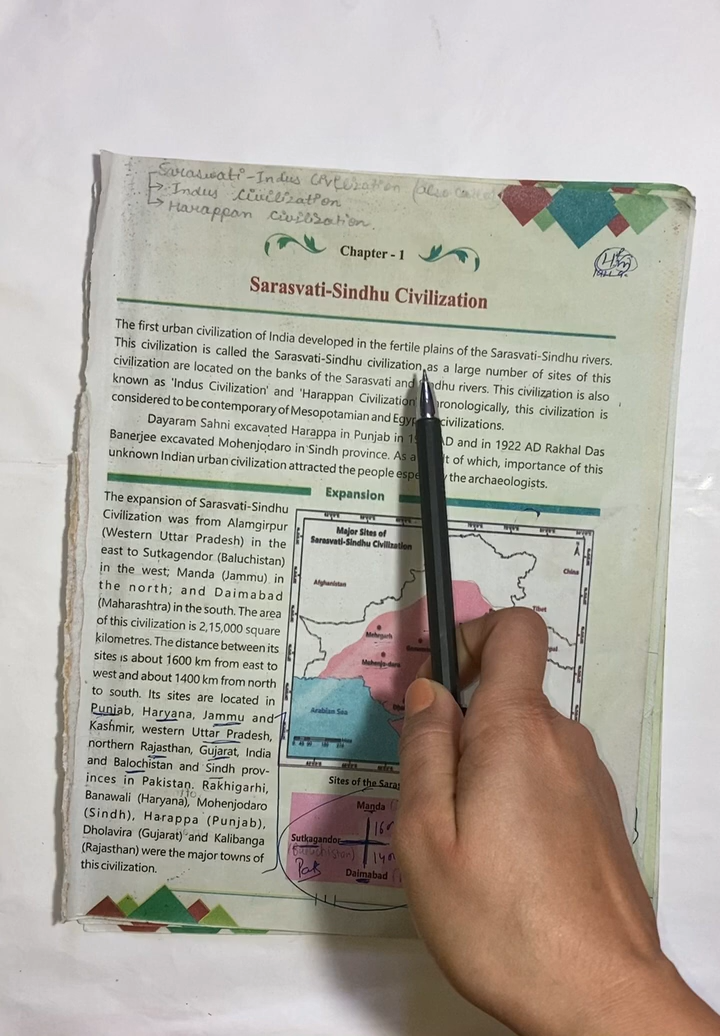 Saraswati-Indus Civilization (also
Indus Civilization
Harappan Civilization.
Chapter - 1
Sarasvati-Sindhu Civilization
The first urban civilization of India developed in the fertile plains of the Sarasvati-Sindhu rivers.
This civilization is called the Sarasvati-Sindhu civilization as a large number of sites of this
civilization are located on the banks of the Sarasvati and rivers. This civilization is also
known as 'Indus Civilization' and 'Harappan Civilization' this civilization is
considered to be contemporary of Mesopotamian and civilizations.
Dayaram Sahni excavated Harappa in Punjab in AD and in 1922 AD Rakhal Das
Banerjee excavated Mohenjodaro in Sindh province. As a of which, importance of this
unknown Indian urban civilization attracted the people the archaeologists.
Expansion
The expansion of Sarasvati-Sindhu
Civilization was from Alamgirpur
(Western Uttar Pradesh) in the
east to Sutkagendor (Baluchistan)
in the west; Manda (Jammu) in
the north; and Daimabad
(Maharashtra) in the south. The area
of this civilization is 2,15,000 square
kilometres. The distance between its
sites is about 1600 km from east to
west and about 1400 km from north
to south. Its sites are located in
Punjab, Haryana, Jammu and
Kashmir, western Uttar Pradesh,
northern Rajasthan, Gujarat, India
and Balochistan and Sindh prov-
inces in Pakistan. Rakhigarhi,
Banawali (Haryana), Mohenjodaro
(Sindh), Harappa (Punjab),
Dholavira (Gujarat) and Kalibanga
(Rajasthan) were the major towns of
this civilization.
Major Sites of
Sarasvati-Sindhu Civilization
Afghanistan
China
Tibet
Mehrgarh
Mohenjo-daro
Arabian Sea
Sites of the
Manda
Sutkagandor
(Baluchistan)
Pak
Daimabad